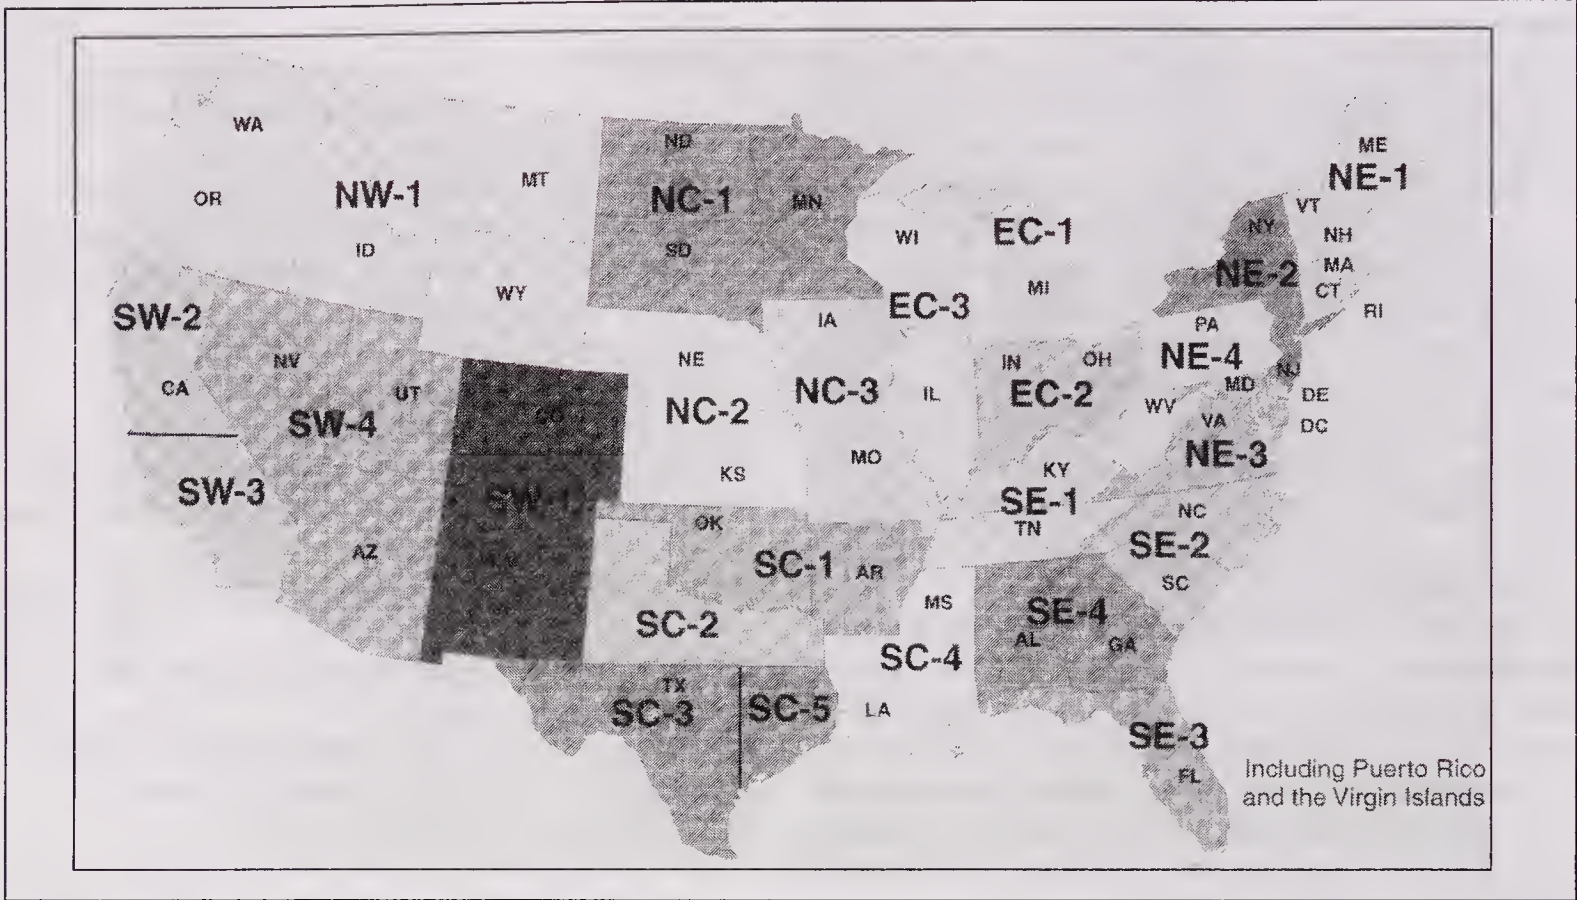 WA
ME
ND
NE-1
MT
NW-1
NC-1
OR
MN
VT
NY
EC-1
WI
NH
ID
SD
MA
NE-2
MI
CT
WY
EC-3
RI
SW-2
IA
PA
NV
NE
IN
OH
NE-4
NJ
CA
UT
MD
NC-3
IL
EC-2
DE
WV
NC-2
CO
SW-4
VA
DC
NE-3
MO
KY
KS
SW-3
SW-1
SE-1
NC
OK
TN
SE-2
AZ
SC-1
AR
SC
MS
SE-4
SC-2
AL
GA
SC-4
TX
SC-3
SC-5
LA
SE-3
FL
Including Puerto Rico
and the Virgin Islands